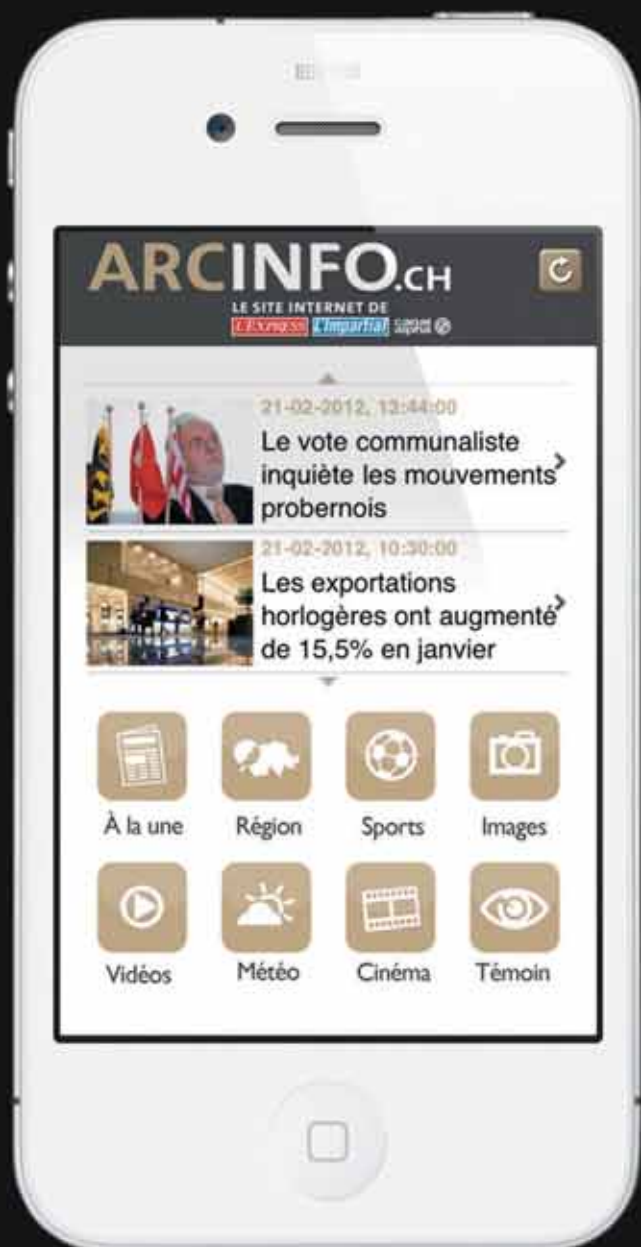 ARCINFO.CH
LE SITE INTERNET DE
L'EXPRESS L'Impartial
21-02-2012, 13:44:00
Le vote communaliste
inquiète les mouvements
probernois
21-02-2012, 10:30:00
Les exportations
horlogères ont augmenté
de 15,5% en janvier
À la une Région Sports Images
Vidéos Météo Cinéma Témoin